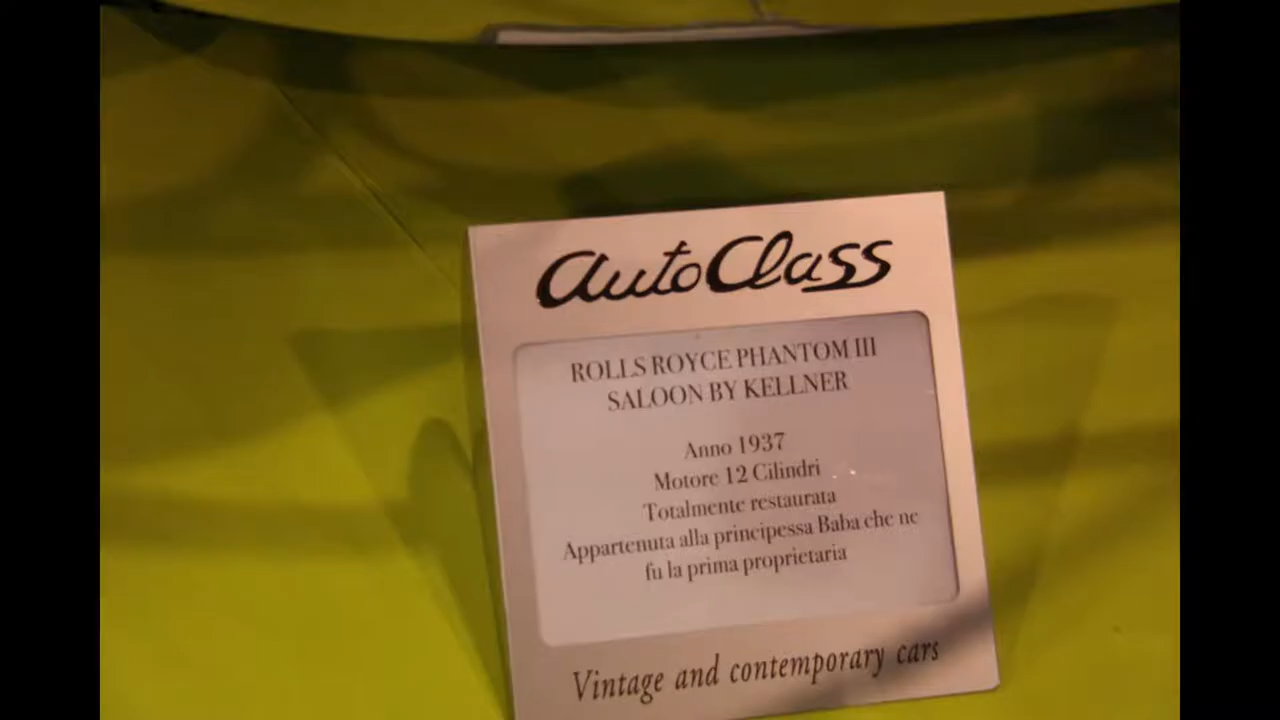 autoClass
ROLLS ROYCE PHANTOM III
SALOON BY KELLNER
Anno 1937
Motore 12 Cilindri
Totalmente restaurata
Appartenuta alla principessa Baba che ne
fu la prima proprietaria
Vintage and contemporary cars